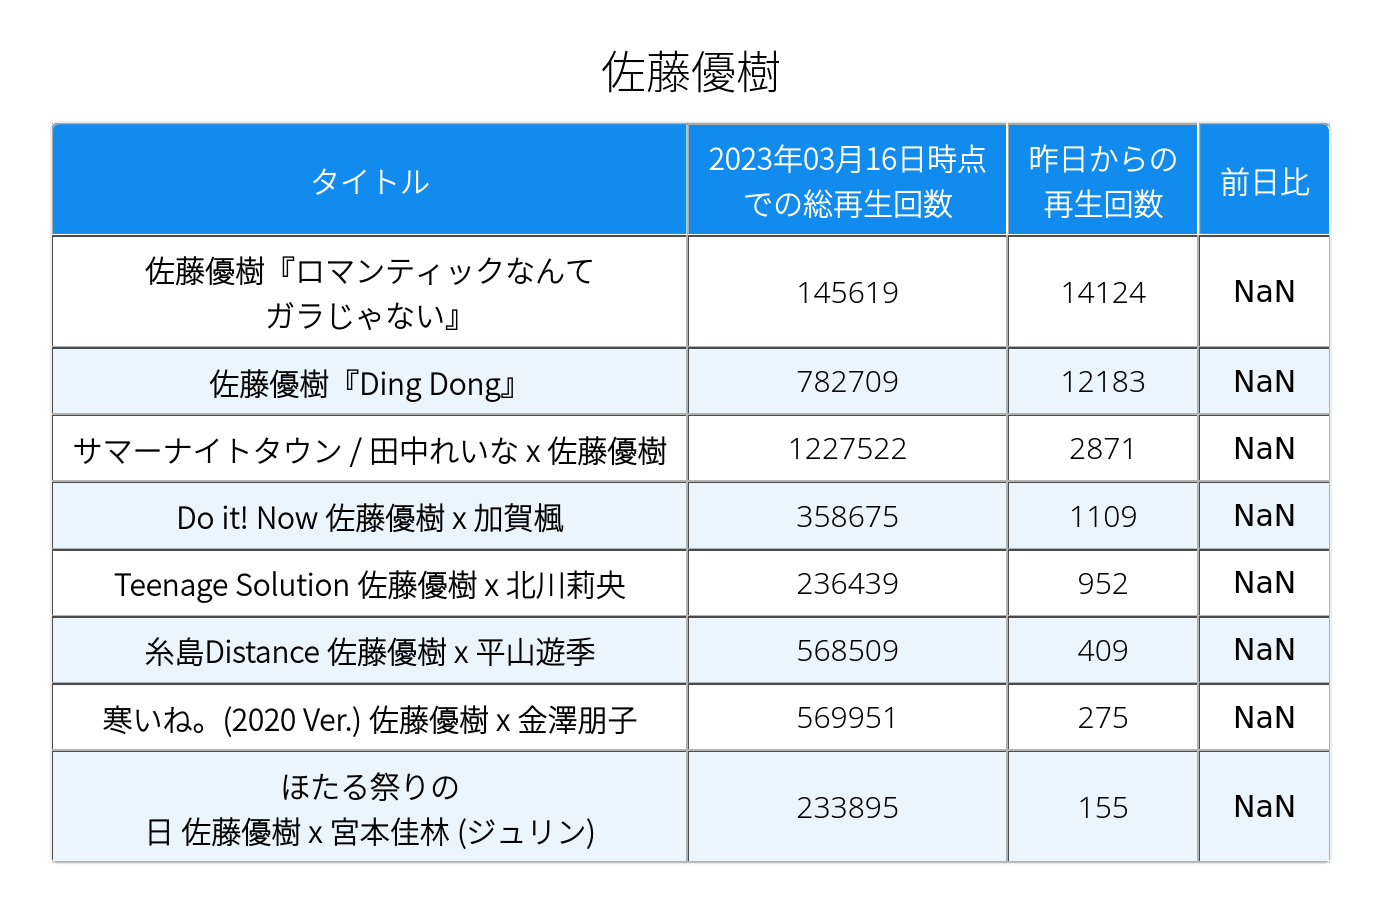 佐藤優樹
タイトル
2023年03月16日時点
での総再生回数
昨日からの
再生回数
前日比
佐藤優樹『ロマンティックなんて
ガラじゃない』
145619
14124
NaN
佐藤優樹『Ding Dong』
782709
12183
NaN
サマーナイトタウン / 田中れいな x 佐藤優樹
1227522
2871
NaN
Do it! Now 佐藤優樹 x 加賀楓
358675
1109
NaN
Teenage Solution 佐藤優樹 x 北川莉央
236439
952
NaN
糸島Distance 佐藤優樹 x 平山遊季
568509
409
NaN
寒いね。(2020 Ver.) 佐藤優樹 x 金澤朋子
569951
275
NaN
ほたる祭りの
日 佐藤優樹 x 宮本佳林 (ジュリン)
233895
155
NaN